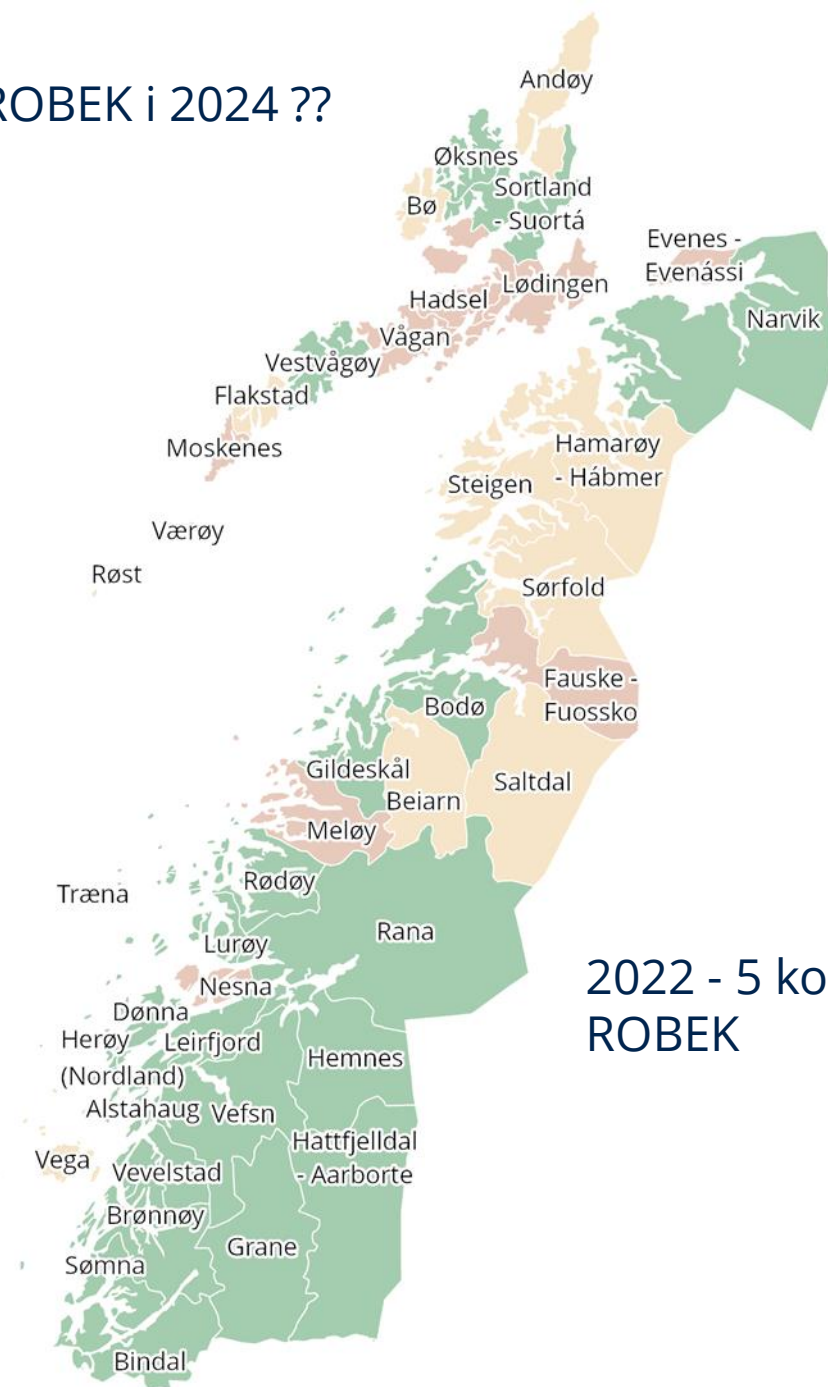 ROBEK i 2024 ??
Andøy
Øksnes
Sortland
- Suortá
Bø
Evenes -
Evenássi
Lødingen
Hadsel
Narvik
Vågan
Vestvågøy
Flakstad
Moskenes
Hamarøy
- Hábmer
Steigen
Værøy
Røst
Sørfold
Fauske -
Fuossko
Bodø
Gildeskål
Saltdal
Beiarn
Meløy
Rødøy
Træna
Rana
Lurøy
Nesna
2022 - 5 ko
ROBEK
Dønna
Herøy
(Nordland)
Leirfjord
Hemnes
Alstahaug
Vefsn
Hattfjelldal
- Aarborte
Vega
Vevelstad
Brønnøy
Grane
Sømna
Bindal